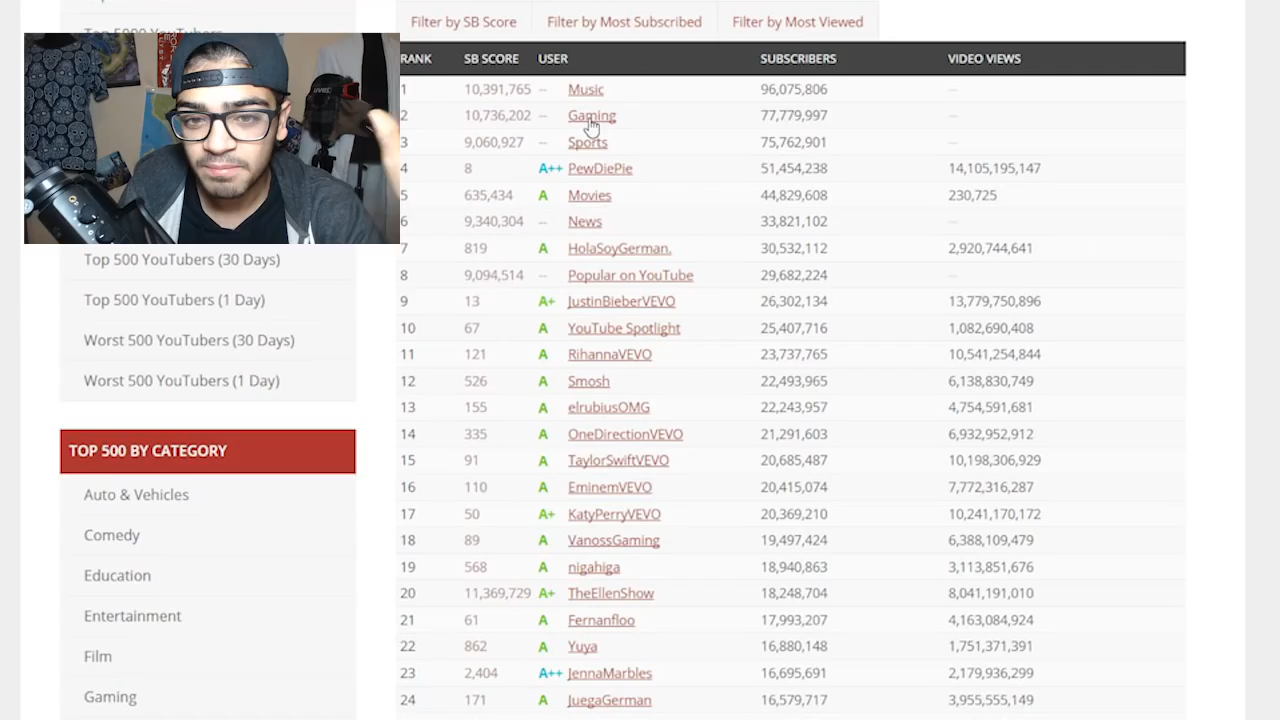 Top 5000 YouTubers
Filter by SB Score Filter by Most Subscribed Filter by Most Viewed
RANK SB SCORE USER SUBSCRIBERS VIDEO VIEWS
1 10,391,765 -- Music 96,075,806 --
2 10,736,202 -- Gaming 77,779,997 --
3 9,060,927 -- Sports 75,762,901 --
4 8 A++ PewDiePie 51,454,238 14,105,195,147
5 635,434 A Movies 44,829,608 230,725
6 9,340,304 -- News 33,821,102 --
7 819 A HolaSoyGerman. 30,532,112 2,920,744,641
8 9,094,514 -- Popular on YouTube 29,682,224 --
9 13 A+ JustinBieberVEVO 26,302,134 13,779,750,896
10 67 A YouTube Spotlight 25,407,716 1,082,690,408
11 121 A RihannaVEVO 23,737,765 10,541,254,844
12 526 A Smosh 22,493,965 6,138,830,749
13 155 A elrubiusOMG 22,243,957 4,754,591,681
14 335 A OneDirectionVEVO 21,291,603 6,932,952,912
15 91 A TaylorSwiftVEVO 20,685,487 10,198,306,929
16 110 A EminemVEVO 20,415,074 7,772,316,287
17 50 A+ KatyPerryVEVO 20,369,210 10,241,170,172
18 89 A VanossGaming 19,497,424 6,388,109,479
19 568 A nigahiga 18,940,863 3,113,851,676
20 11,369,729 A+ TheEllenShow 18,248,704 8,041,191,010
21 61 A Fernanfloo 17,993,207 4,163,084,924
22 862 A Yuya 16,880,148 1,751,371,391
23 2,404 A++ JennaMarbles 16,695,691 2,179,936,299
24 171 A JuegaGerman 16,579,717 3,955,555,149
Top 500 YouTubers (30 Days)
Top 500 YouTubers (1 Day)
Worst 500 YouTubers (30 Days)
Worst 500 YouTubers (1 Day)
TOP 500 BY CATEGORY
Auto & Vehicles
Comedy
Education
Entertainment
Film
Gaming